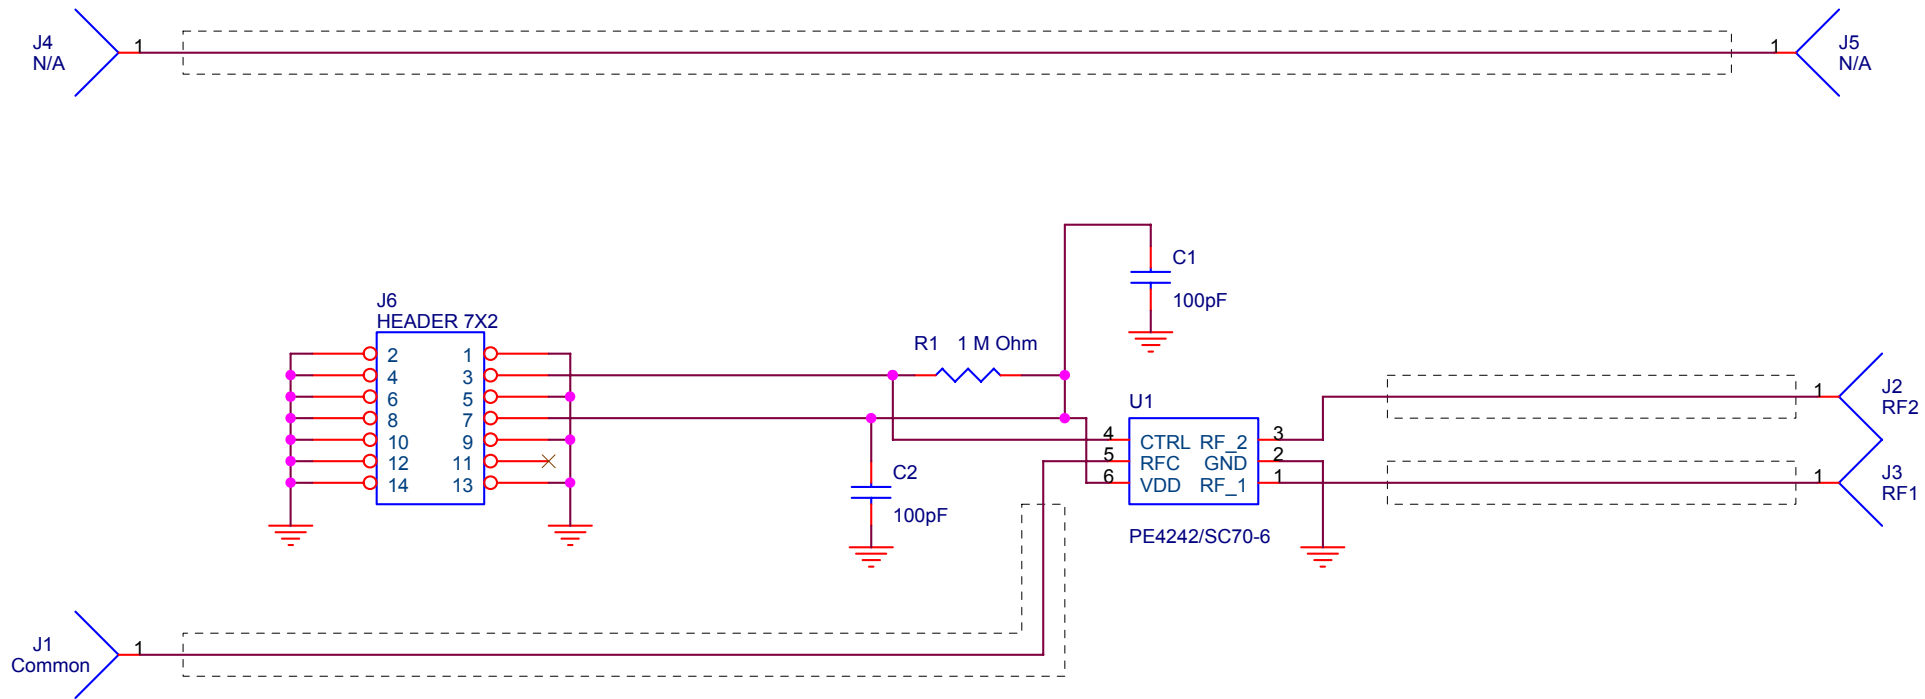 J4
N/A
1
1
J5
N/A
C1
100pF
J6
HEADER 7X2
R1 1 M Ohm
2 1
4 3
6 5
8 7
10 9
12 11
14 13
C2
100pF
U1
4 CTRL RF_2 3
5 RFC GND 2
6 VDD RF_1 1
PE4242/SC70-6
1
J2
RF2
1
J3
RF1
J1
Common
1